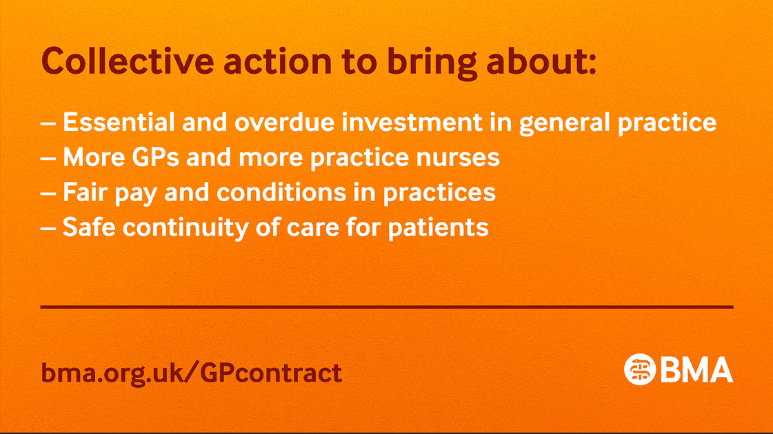 Collective action to bring about:
– Essential and overdue investment in general practice
– More GPs and more practice nurses
– Fair pay and conditions in practices
– Safe continuity of care for patients
bma.org.uk/GPcontract
BMA